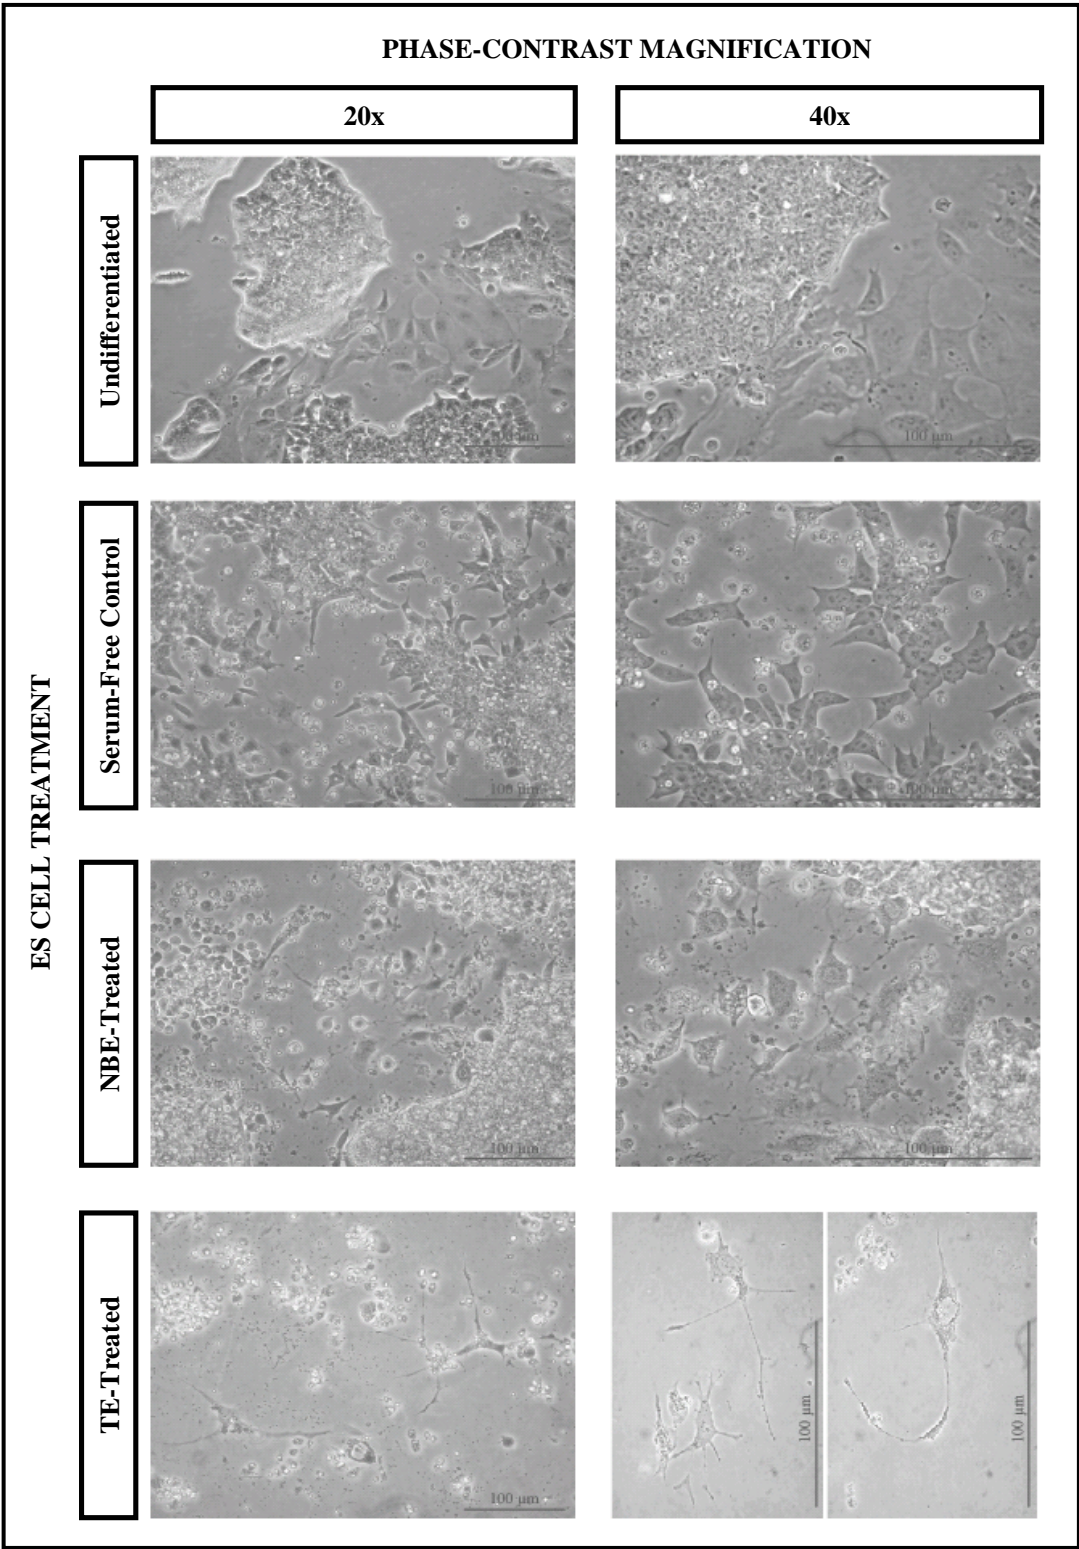 PHASE-CONTRAST MAGNIFICATION
20x
40x
ES CELL TREATMENT
Undifferentiated
100 µm
100 µm
Serum-Free Control
100 µm
100 µm
NBE-Treated
100 µm
100 µm
TE-Treated
100 µm
100 µm
100 µm